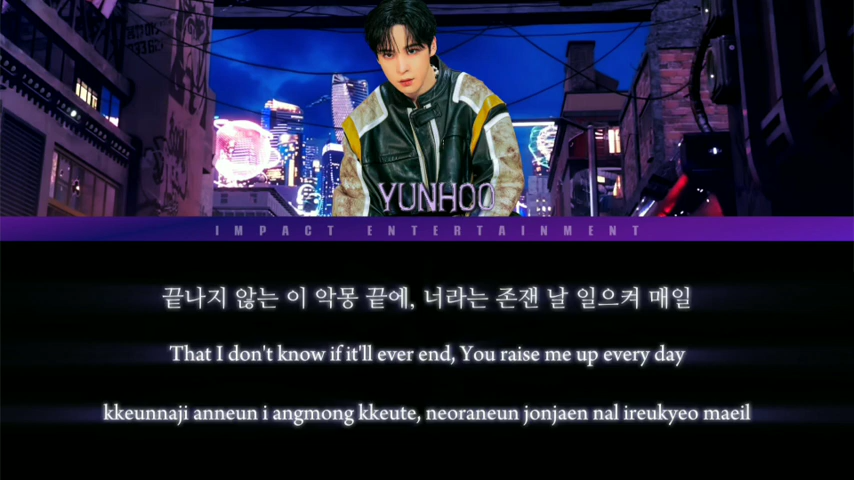 YUNHOO
IMPACT ENTERTAINMENT
끝나지 않는 이 악몽 끝에, 너라는 존잰 날 일으켜 매일
That I don't know if it'll ever end, You raise me up every day
kkeunnaji anneun i angmong kkeute, neoraneun jonjaen nal ireukyeo maeil